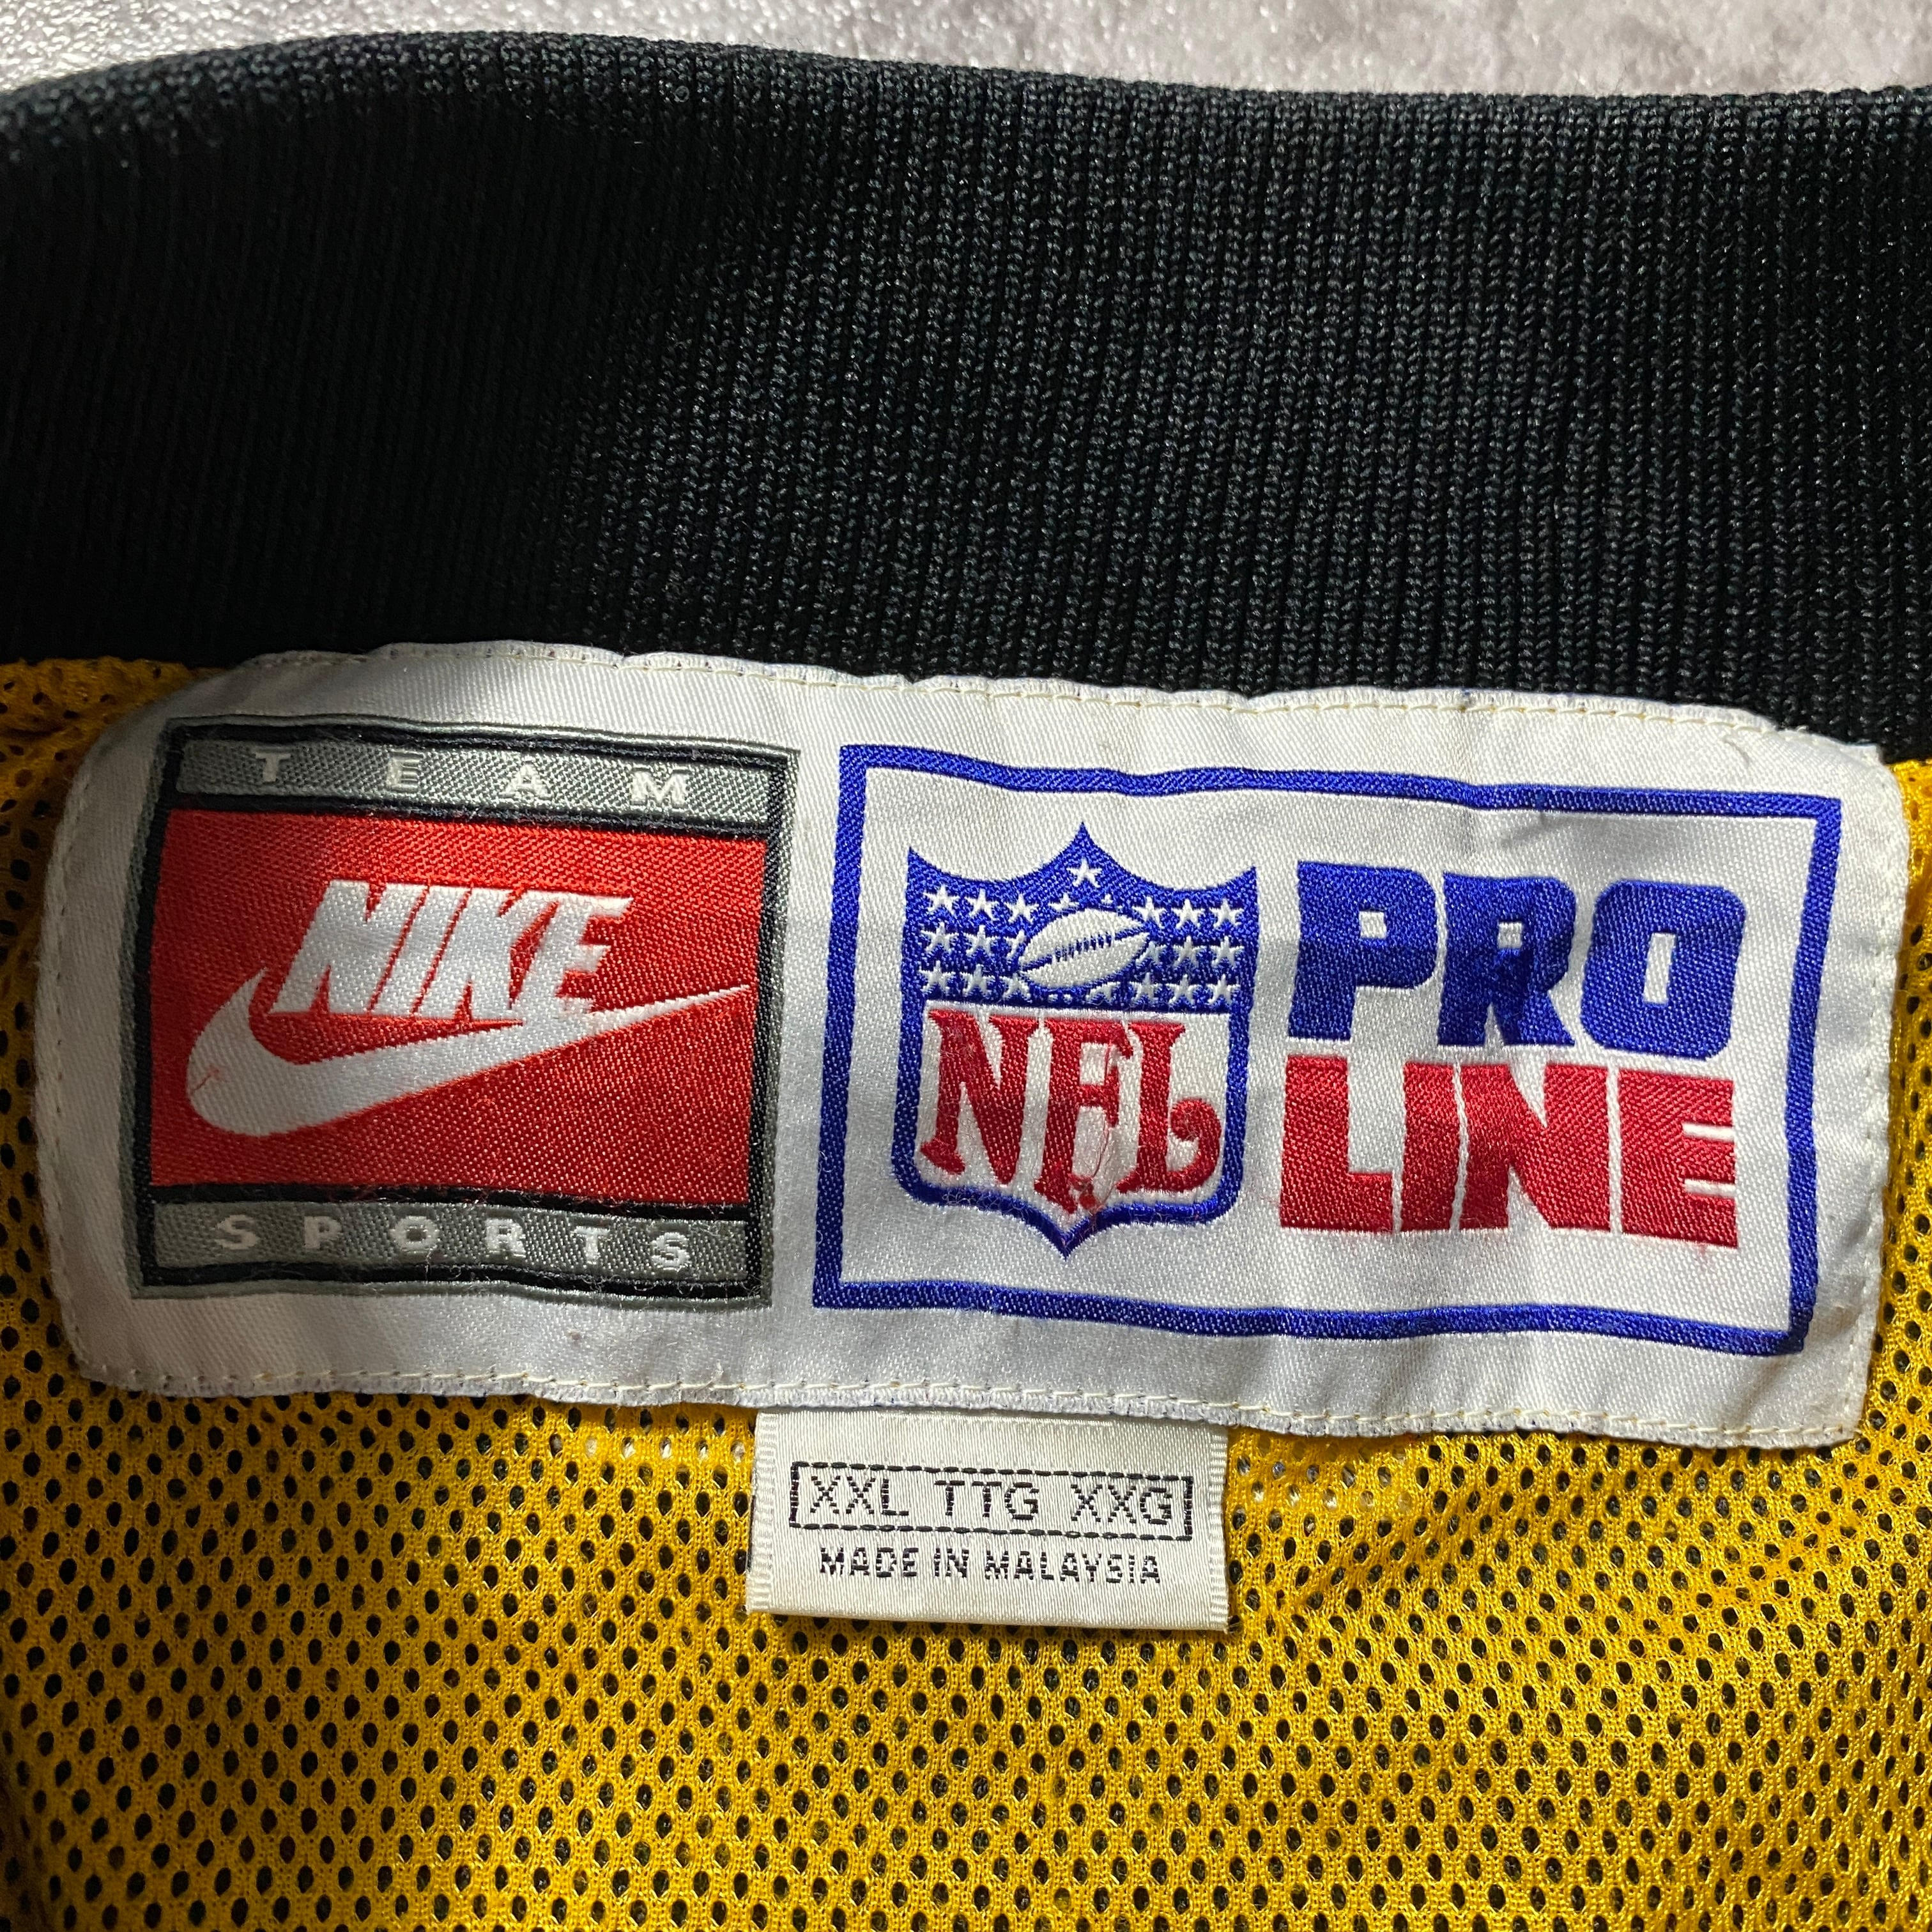 TEAM
NIKE
SPORTS
NFL
PRO
LINE
XXL TTG XXG
MADE IN MALAYSIA